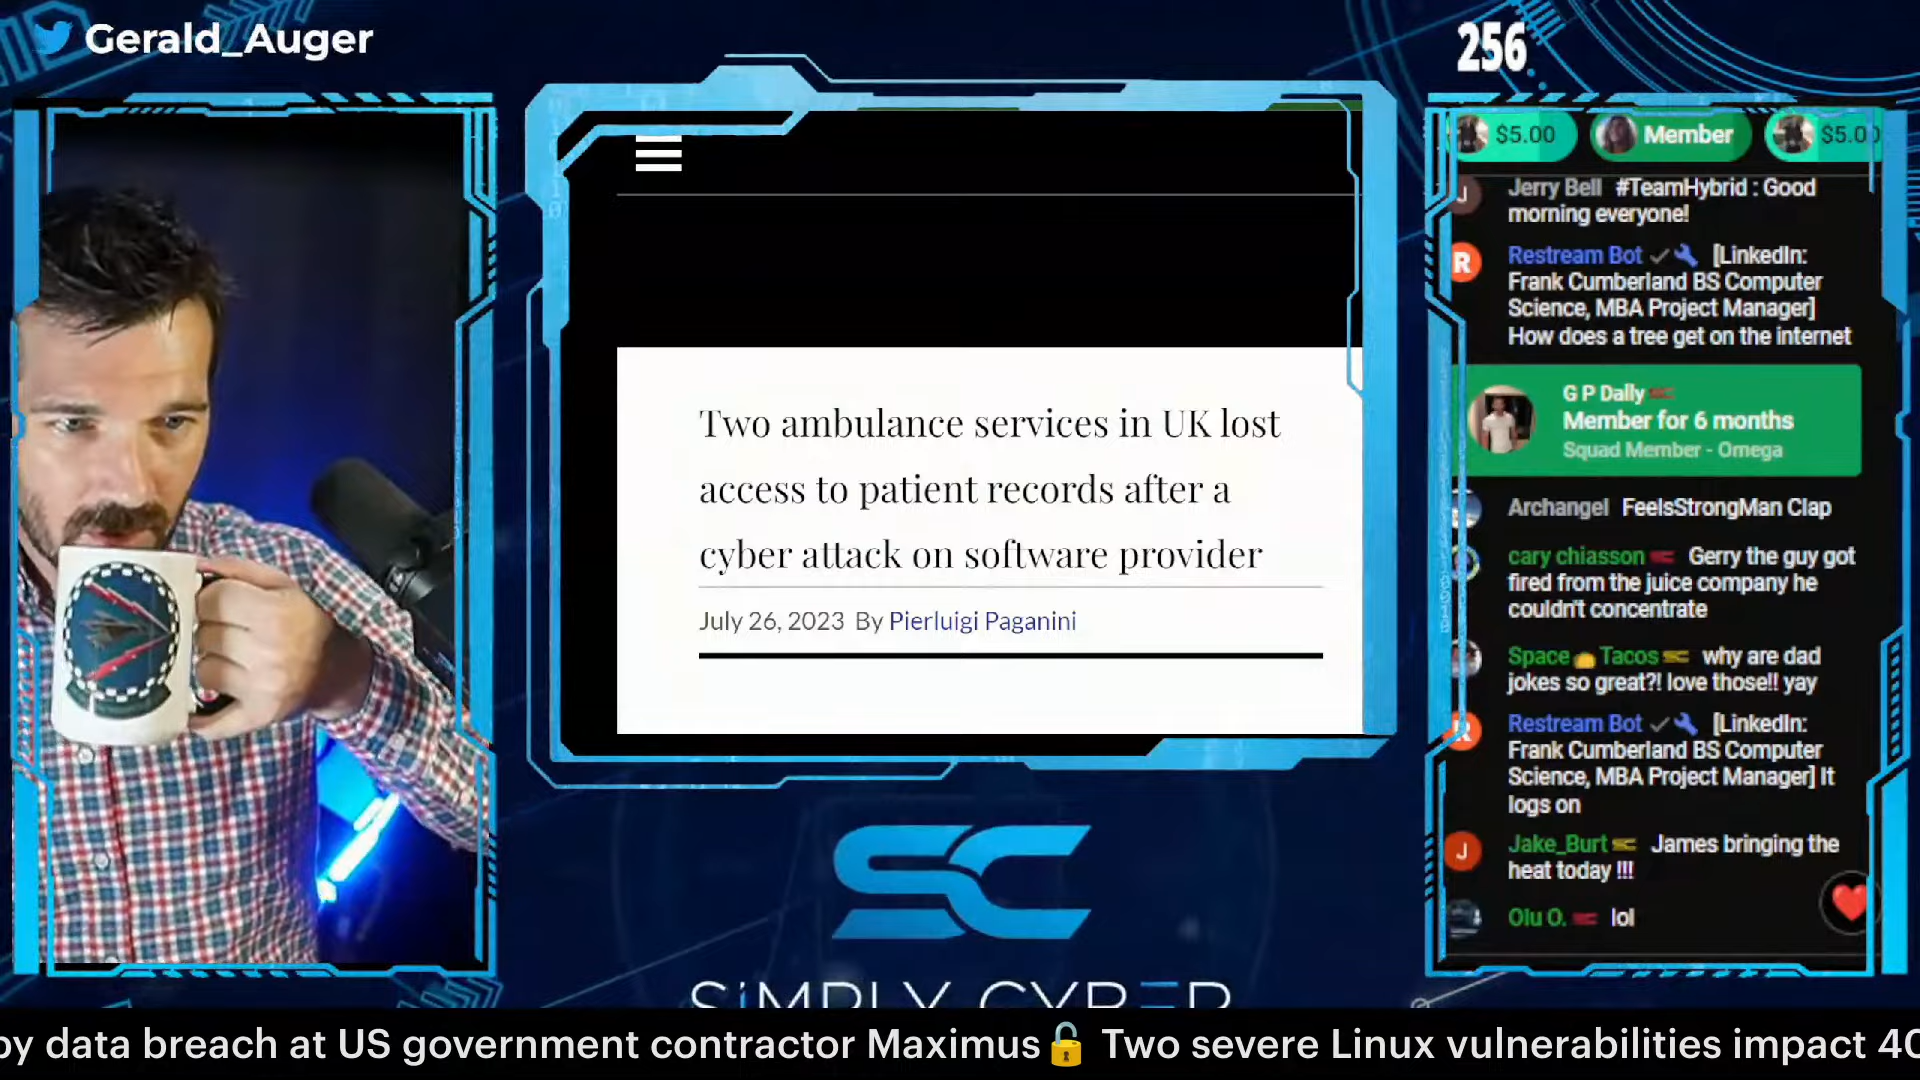 Gerald_Auger
256
$5.00
Member
$5.00
Jerry Bell #TeamHybrid : Good
morning everyone!
Restream Bot [LinkedIn:
Frank Cumberland BS Computer
Science, MBA Project Manager]
How does a tree get on the internet
G P Dally
Member for 6 months
Squad Member - Omega
Archangel FeelsStrongMan Clap
cary chiasson Gerry the guy got
fired from the juice company he
couldn't concentrate
Space Tacos why are dad
jokes so great?! love those!! yay
Restream Bot [LinkedIn:
Frank Cumberland BS Computer
Science, MBA Project Manager] It
logs on
Jake_Burt James bringing the
heat today !!!
Olu O. lol
Two ambulance services in UK lost
access to patient records after a
cyber attack on software provider
July 26, 2023 By Pierluigi Paganini
SC
SIMPLY CYBER
by data breach at US government contractor Maximus Two severe Linux vulnerabilities impact 40